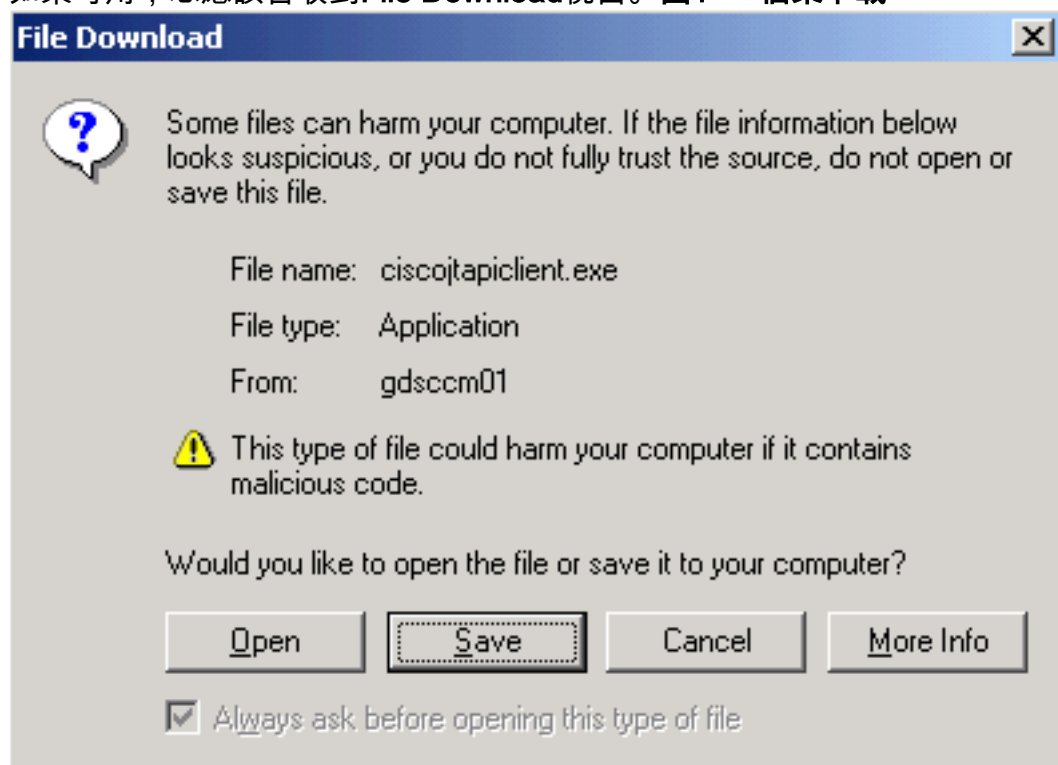 File Download
Some files can harm your computer. If the file information below
looks suspicious, or you do not fully trust the source, do not open or
save this file.
File name: ciscojtapiclient.exe
File type: Application
From: gdsccm01
This type of file could harm your computer if it contains
malicious code.
Would you like to open the file or save it to your computer?
Open Save Cancel More Info
Always ask before opening this type of file